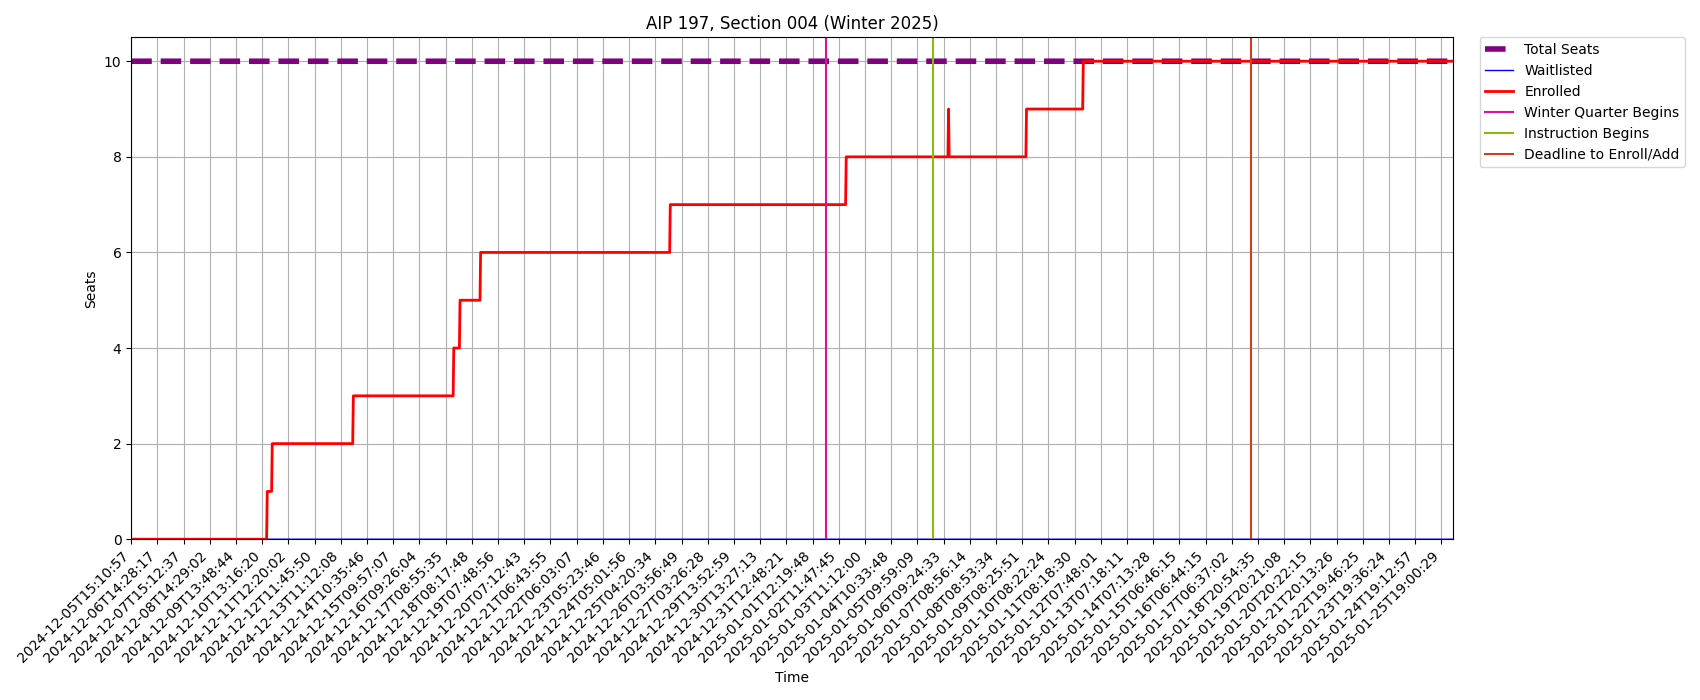 AIP 197, Section 004 (Winter 2025)
Total Seats
Waitlisted
Enrolled
Winter Quarter Begins
Instruction Begins
Deadline to Enroll/Add
Seats
10
8
6
4
2
0
2024-12-05T15:10:57
2024-12-06T14:28:17
2024-12-07T15:12:37
2024-12-08T14:29:02
2024-12-09T13:48:44
2024-12-10T13:16:20
2024-12-11T12:20:02
2024-12-12T11:45:50
2024-12-13T11:12:08
2024-12-14T10:35:46
2024-12-15T09:57:07
2024-12-16T09:26:04
2024-12-17T08:55:35
2024-12-18T08:17:48
2024-12-19T07:48:56
2024-12-20T07:12:43
2024-12-21T06:43:55
2024-12-22T06:03:07
2024-12-23T05:23:46
2024-12-24T05:01:56
2024-12-25T04:20:34
2024-12-26T03:56:49
2024-12-27T03:26:28
2024-12-29T13:52:59
2024-12-30T13:27:13
2024-12-31T12:48:21
2025-01-01T12:19:48
2025-01-02T11:47:45
2025-01-03T11:12:00
2025-01-04T10:33:48
2025-01-05T09:59:09
2025-01-06T09:24:33
2025-01-07T08:56:14
2025-01-08T08:53:34
2025-01-09T08:25:51
2025-01-10T08:22:24
2025-01-11T08:18:30
2025-01-12T07:48:01
2025-01-13T07:18:11
2025-01-14T07:13:28
2025-01-15T06:46:15
2025-01-16T06:44:15
2025-01-17T06:37:02
2025-01-18T20:54:35
2025-01-19T20:21:08
2025-01-20T20:22:15
2025-01-21T20:13:26
2025-01-22T19:46:25
2025-01-23T19:36:24
2025-01-24T19:12:57
2025-01-25T19:00:29
Time